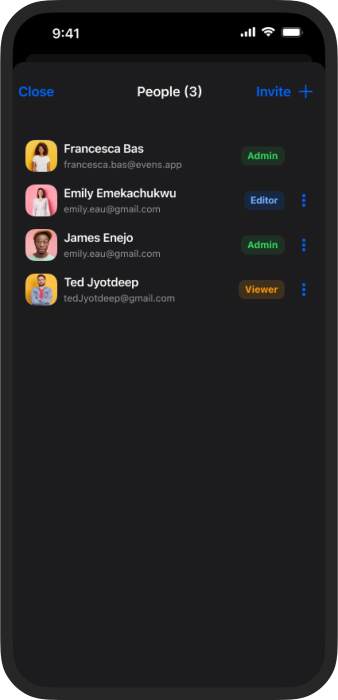 9:41
Close People (3) Invite +
Francesca Bas
francesca.bas@evens.app
Admin
Emily Emekachukwu
emily.eau@gmail.com
Editor
James Enejo
emily.eau@gmail.com
Admin
Ted Jyotdeep
tedJyotdeep@gmail.com
Viewer